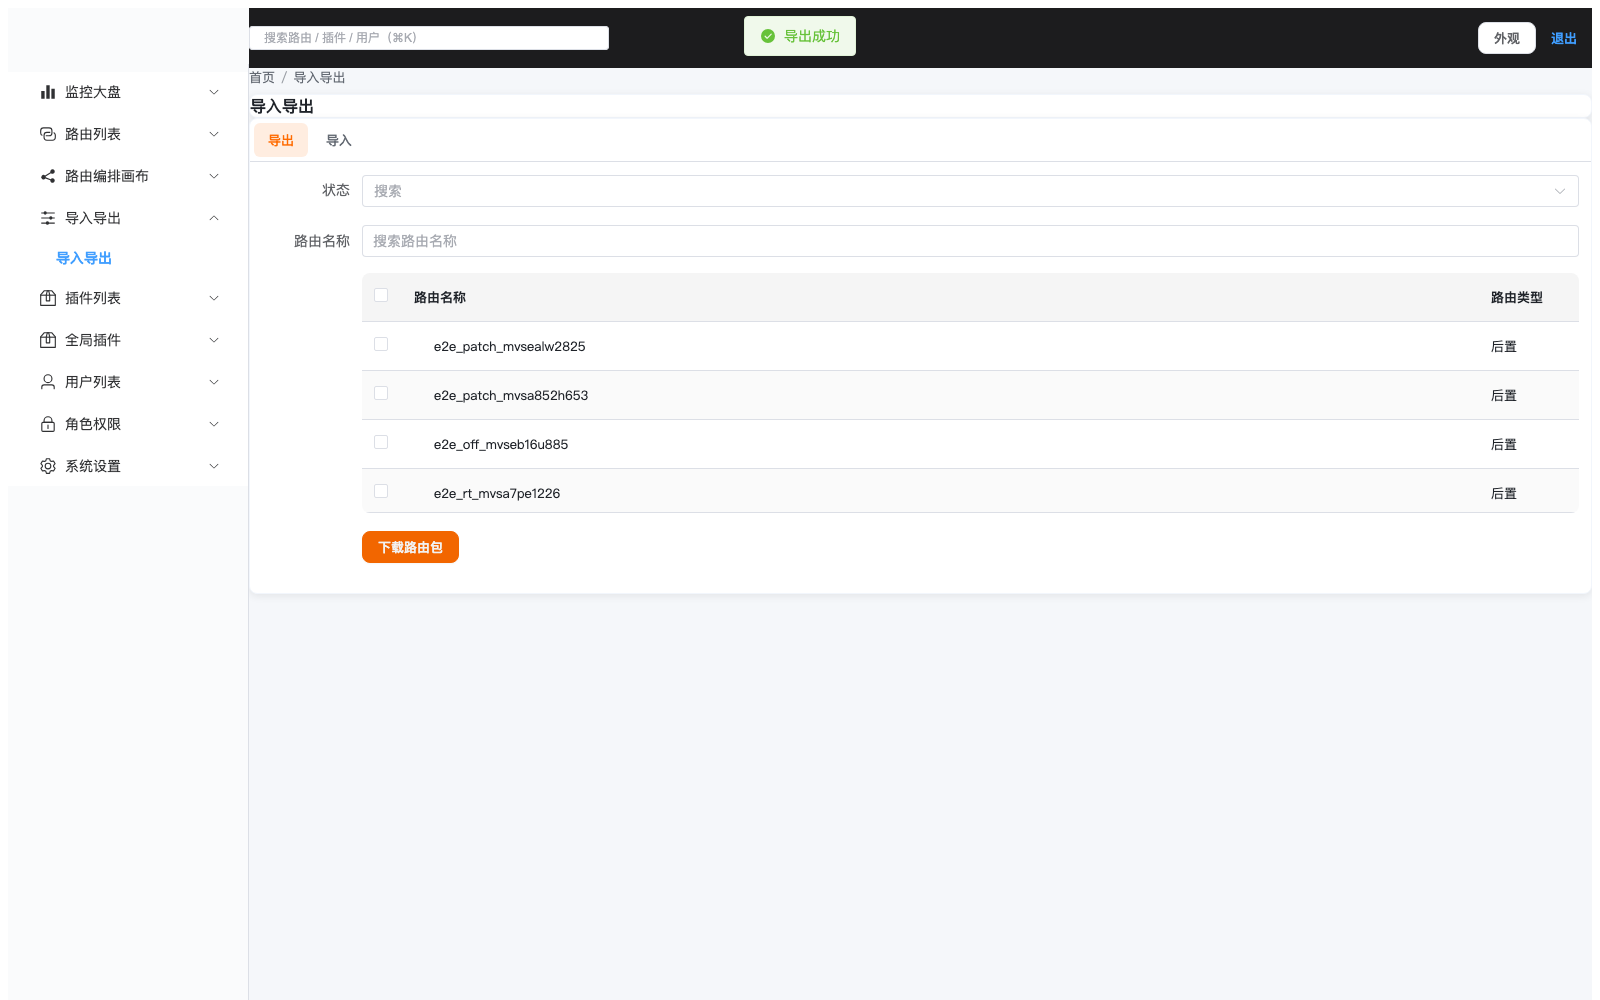 搜索路由 / 插件 / 用户（⌘K）
导出成功
外观
退出
监控大盘
路由列表
路由编排画布
导入导出
导入导出
插件列表
全局插件
用户列表
角色权限
系统设置
首页 / 导入导出
导入导出
导出
导入
状态
搜索
路由名称
搜索路由名称
路由名称 路由类型
e2e_patch_mvsealw2825 后置
e2e_patch_mvsa852h653 后置
e2e_off_mvseb16u885 后置
e2e_rt_mvsa7pe1226 后置
下载路由包